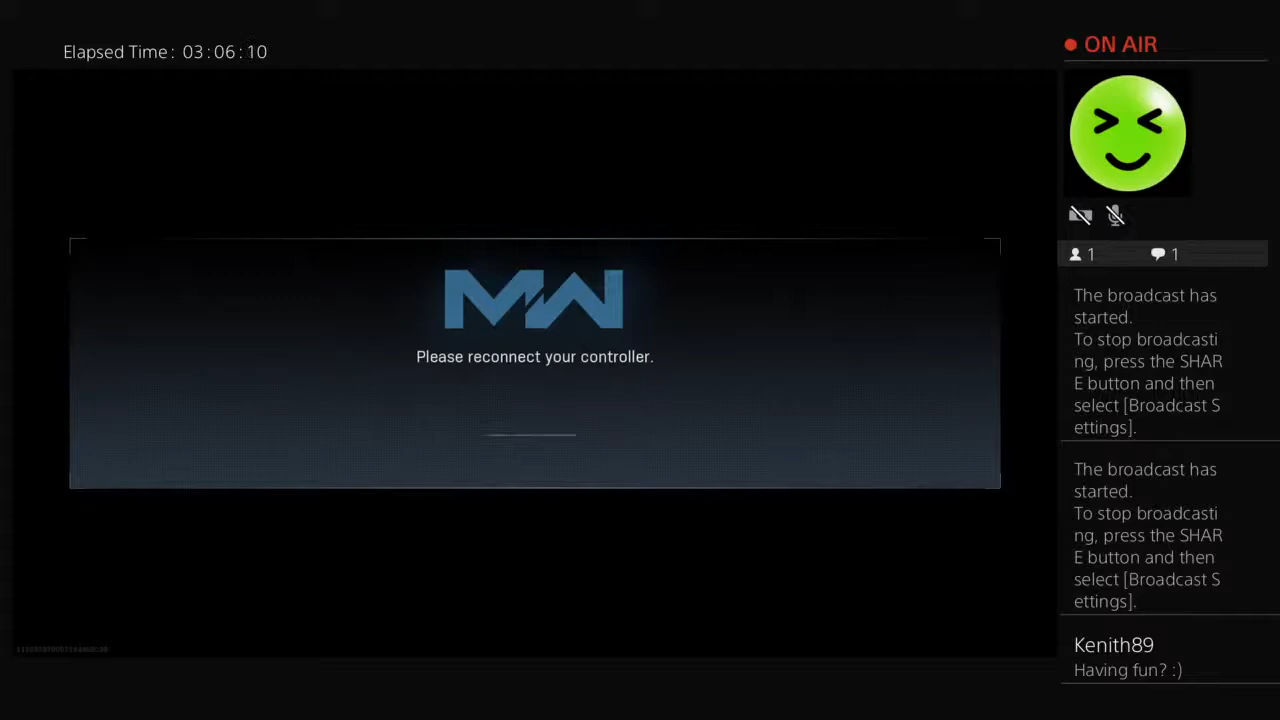 Elapsed Time: 03:06:10
ON AIR
1 1
MW
Please reconnect your controller.
The broadcast has
started.
To stop broadcasti
ng, press the SHAR
E button and then
select [Broadcast S
ettings].
The broadcast has
started.
To stop broadcasti
ng, press the SHAR
E button and then
select [Broadcast S
ettings].
Kenith89
Having fun? :)